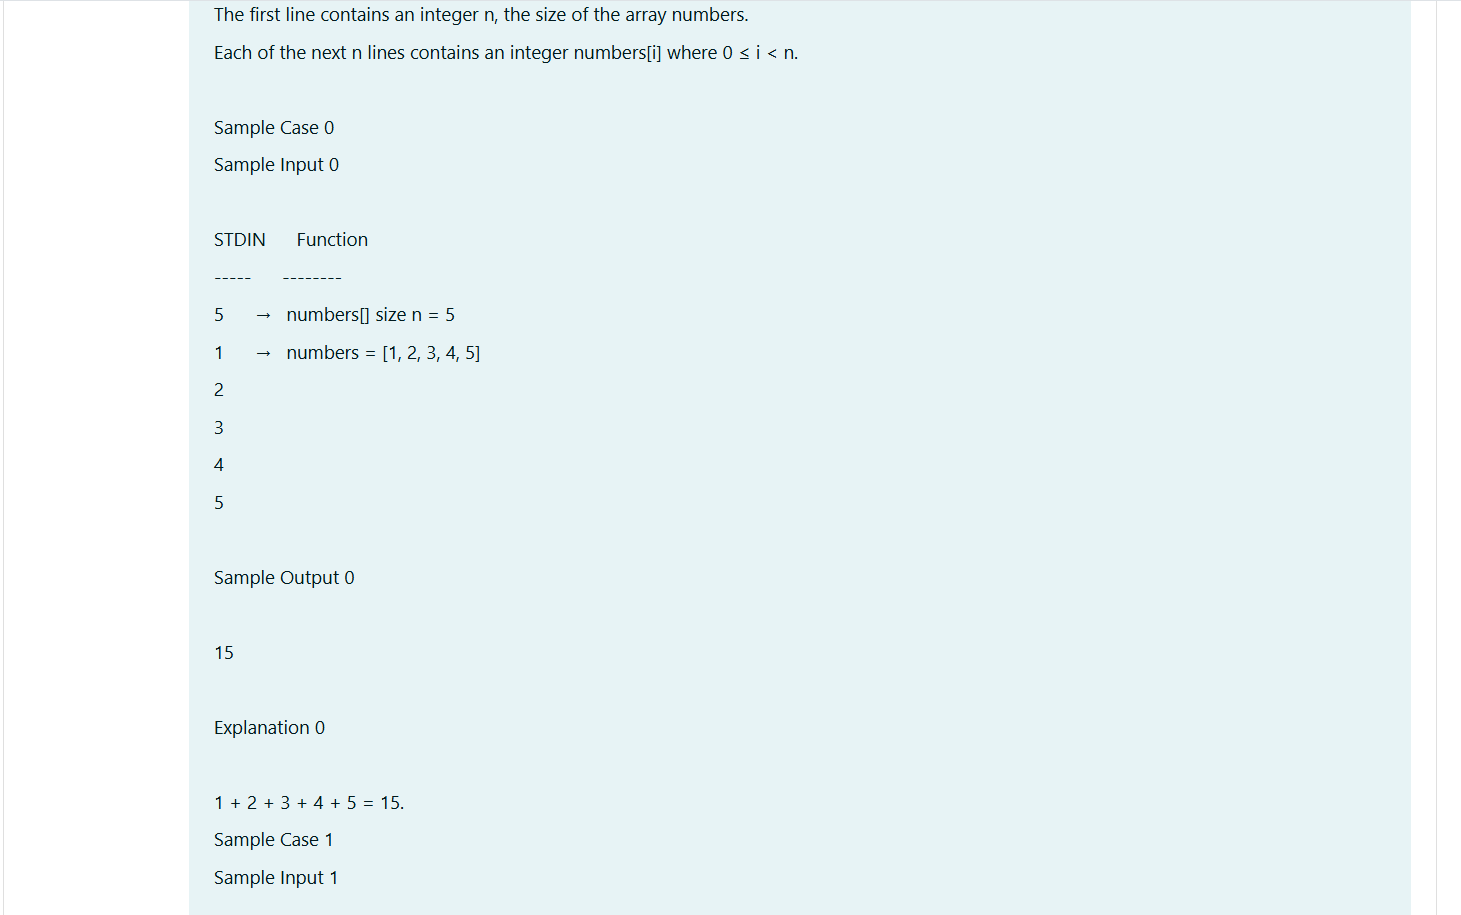 The first line contains an integer n, the size of the array numbers.
Each of the next n lines contains an integer numbers[i] where 0 ≤ i < n.
Sample Case 0
Sample Input 0
STDIN Function
----- --------
5 → numbers[] size n = 5
1 → numbers = [1, 2, 3, 4, 5]
2
3
4
5
Sample Output 0
15
Explanation 0
1 + 2 + 3 + 4 + 5 = 15.
Sample Case 1
Sample Input 1